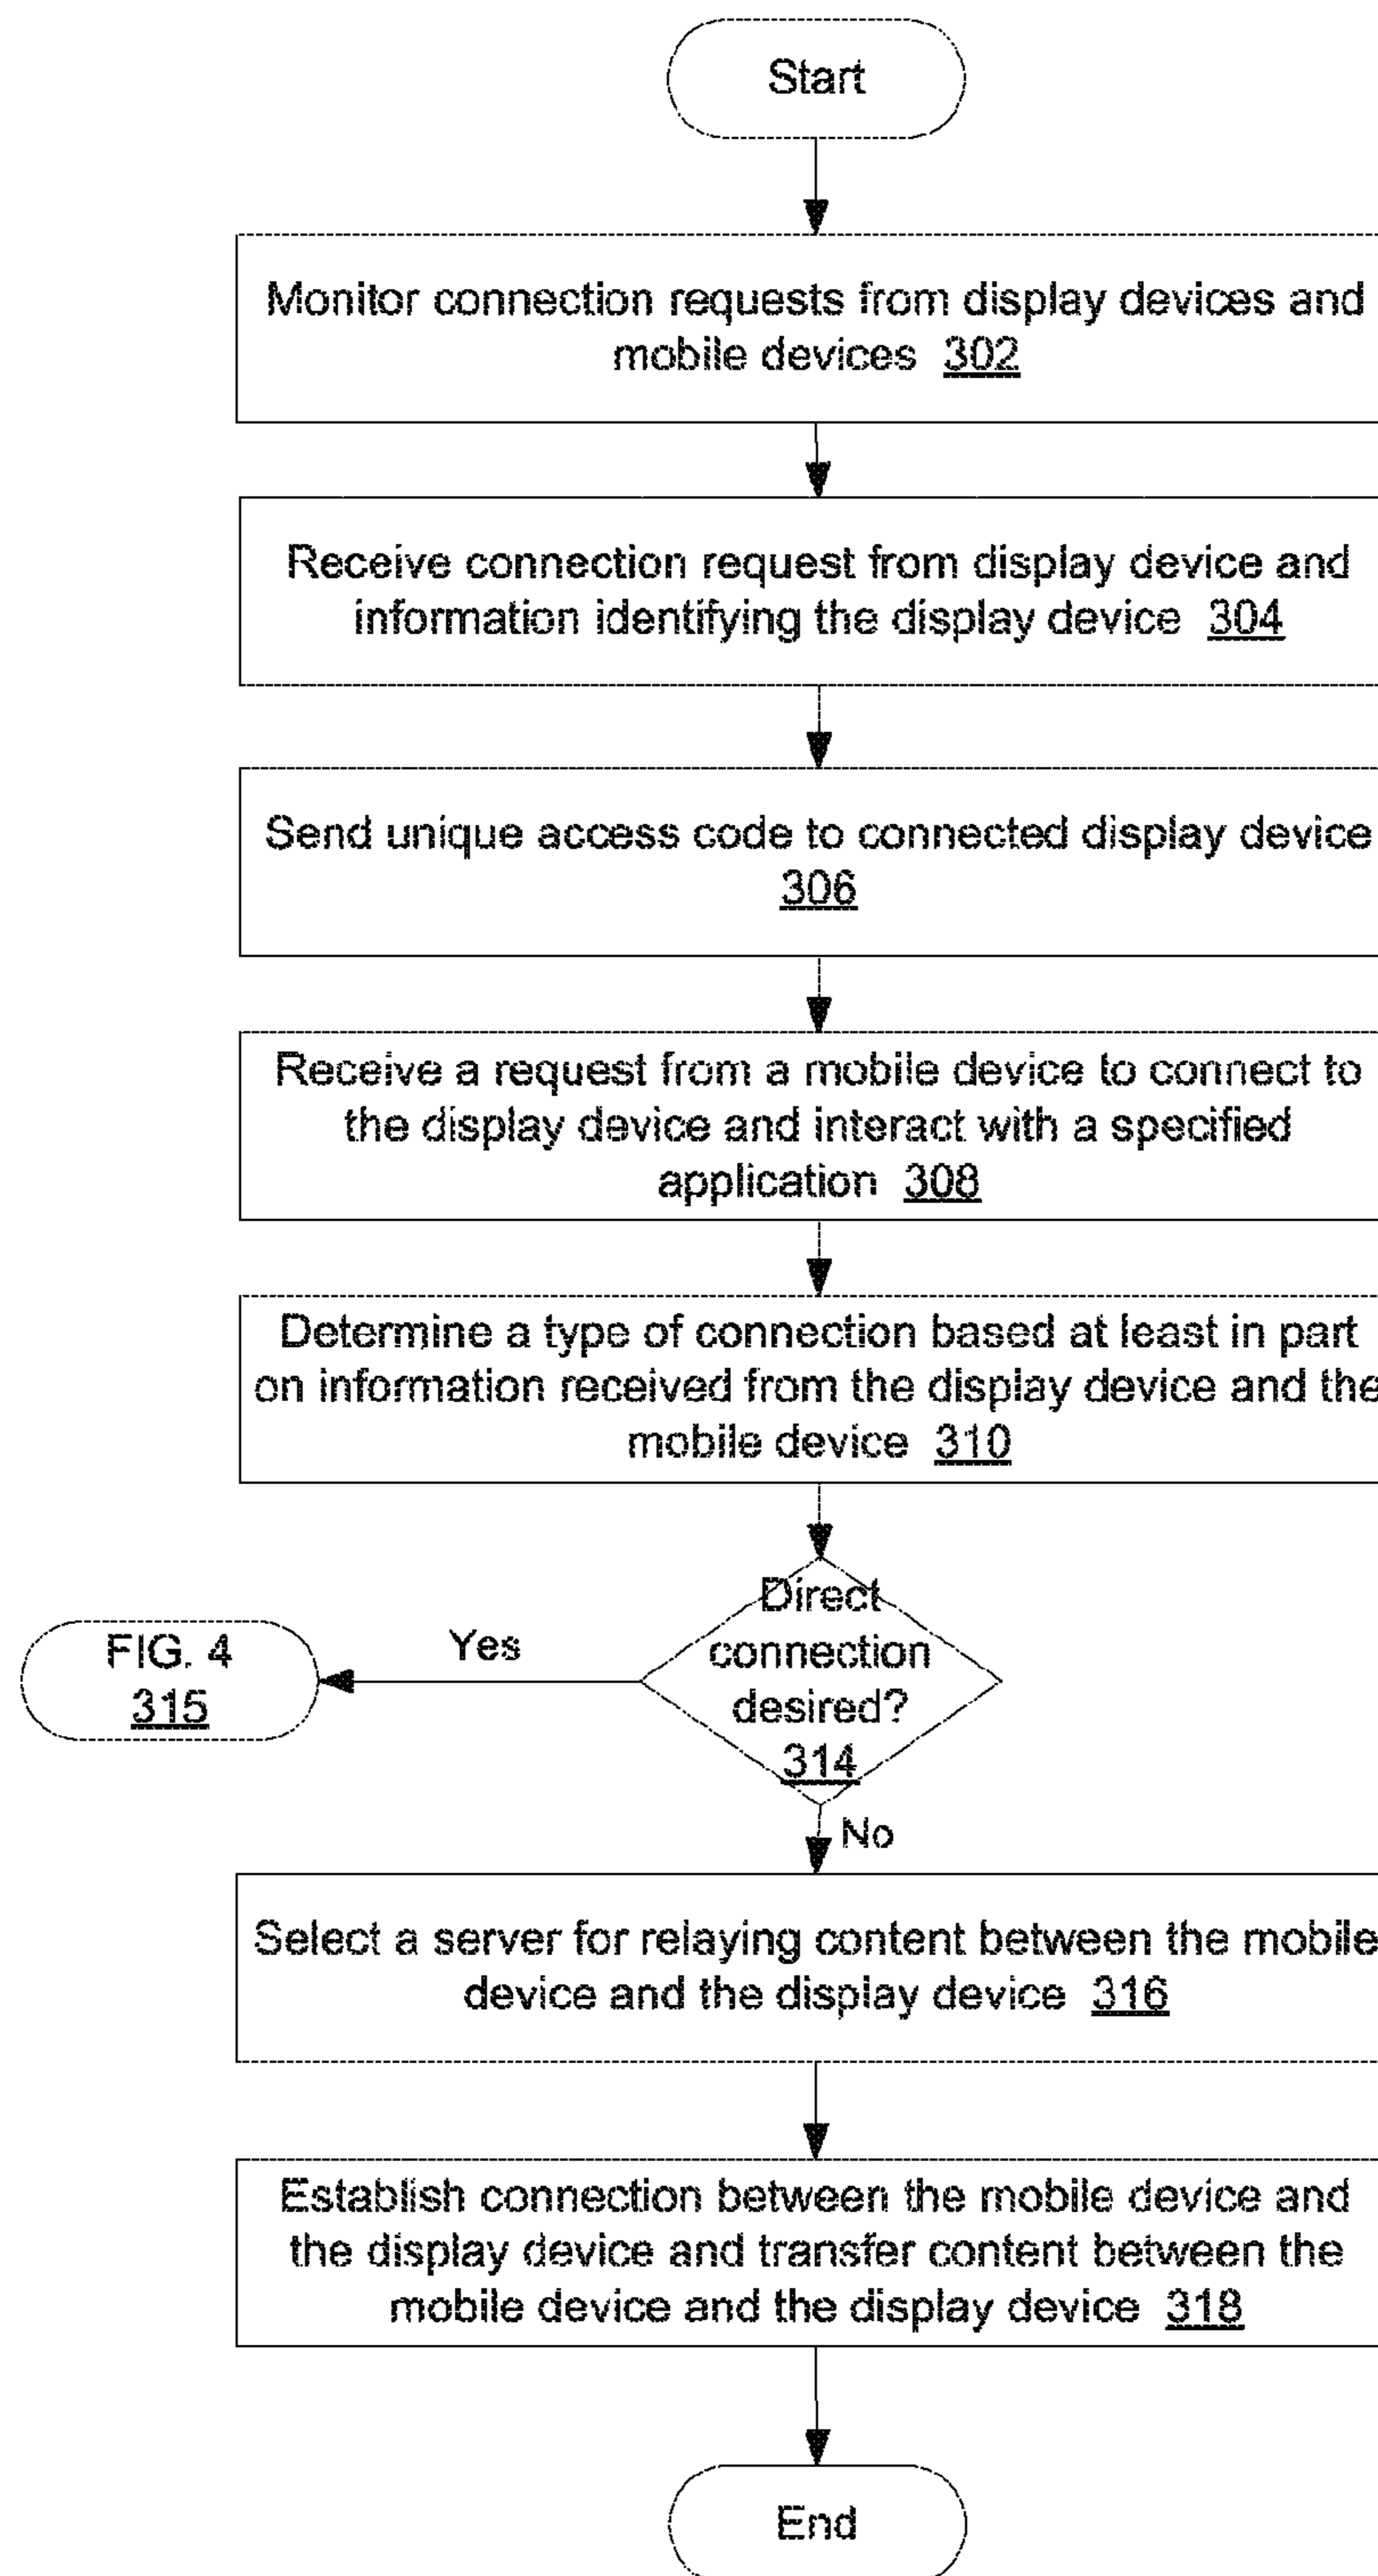 Start
Monitor connection requests from display devices and
mobile devices 302
Receive connection request from display device and
information identifying the display device 304
Send unique access code to connected display device
306
Receive a request from a mobile device to connect to
the display device and interact with a specified
application 308
Determine a type of connection based at least in part
on information received from the display device and the
mobile device 310
Direct
connection
desired?
314
Yes
FIG. 4
315
No
Select a server for relaying content between the mobile
device and the display device 316
Establish connection between the mobile device and
the display device and transfer content between the
mobile device and the display device 318
End